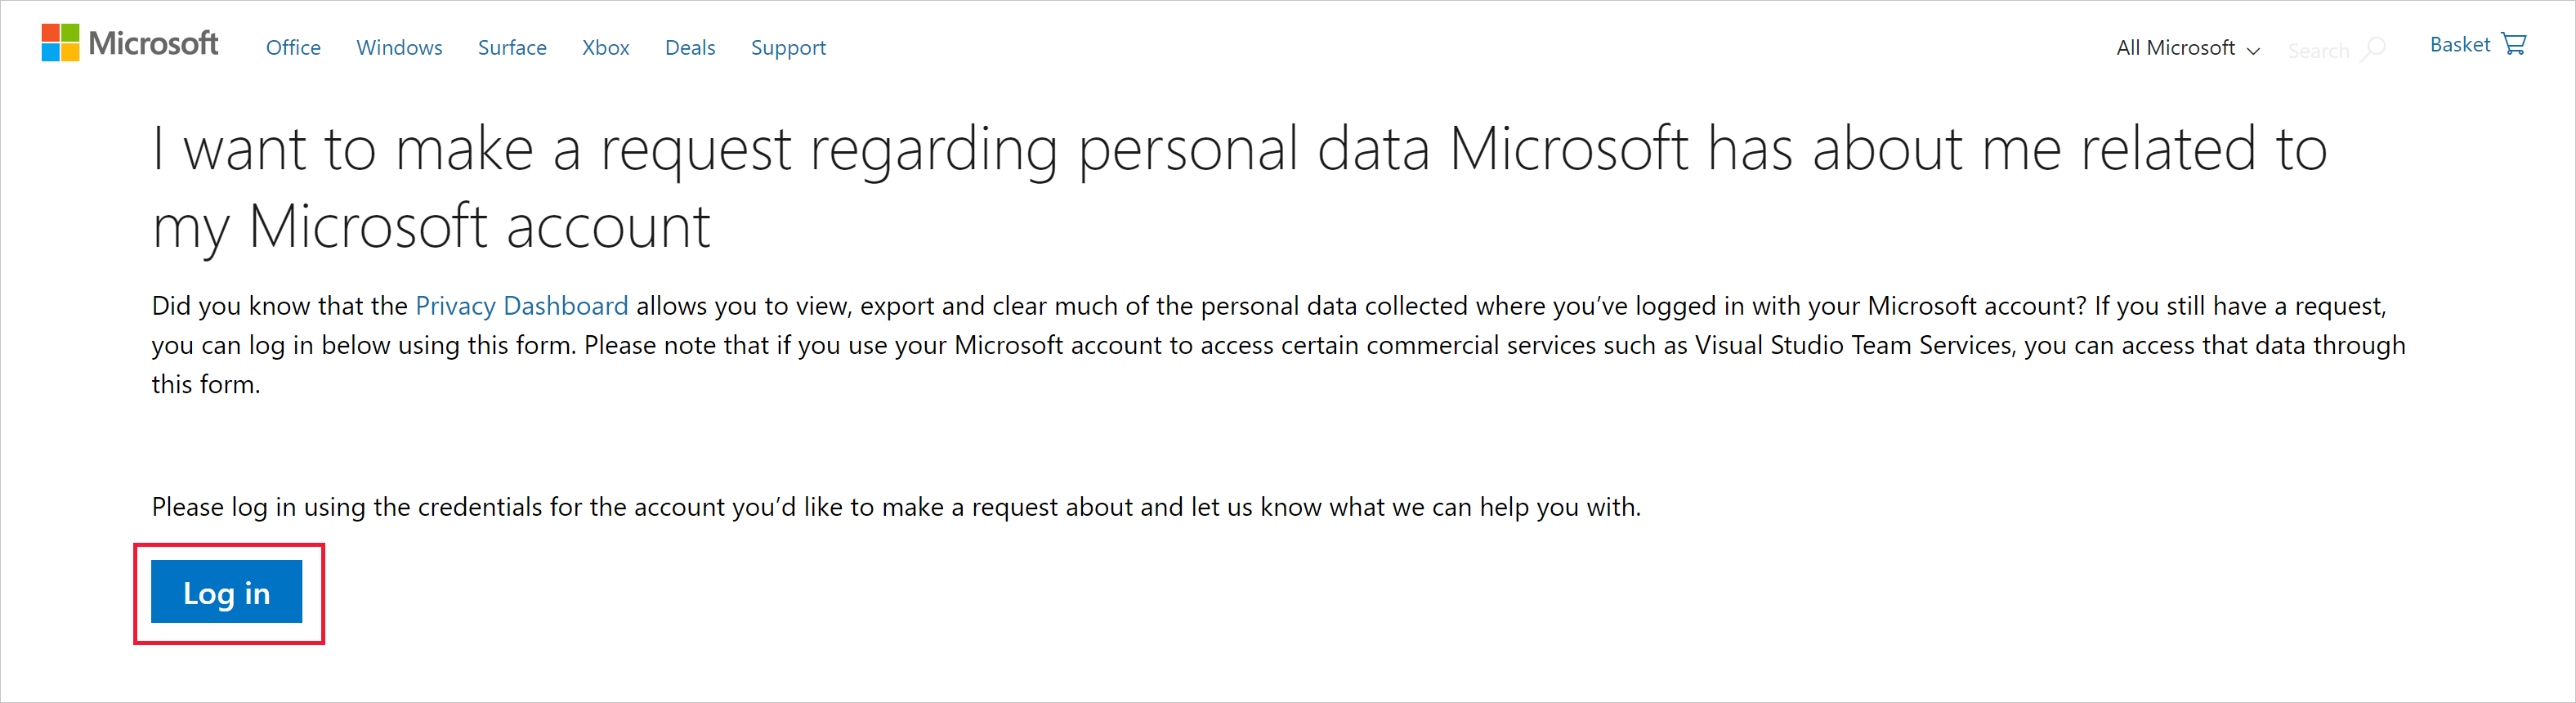 Microsoft Office Windows Surface Xbox Deals Support All Microsoft Search Basket
I want to make a request regarding personal data Microsoft has about me related to
my Microsoft account
Did you know that the Privacy Dashboard allows you to view, export and clear much of the personal data collected where you’ve logged in with your Microsoft account? If you still have a request,
you can log in below using this form. Please note that if you use your Microsoft account to access certain commercial services such as Visual Studio Team Services, you can access that data through
this form.
Please log in using the credentials for the account you’d like to make a request about and let us know what we can help you with.
Log in